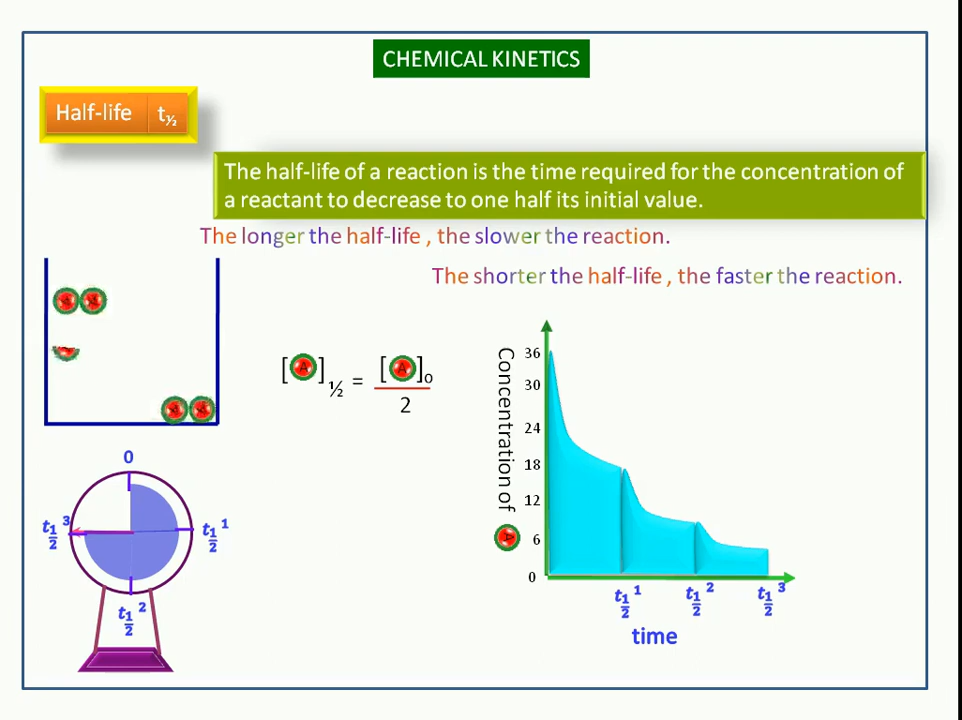 CHEMICAL KINETICS
Half-life t½
The half-life of a reaction is the time required for the concentration of
a reactant to decrease to one half its initial value.
The longer the half-life , the slower the reaction.
The shorter the half-life , the faster the reaction.
[A]½ = [A]₀
2
0
t½ 1
t½ 2
t½ 3
Concentration of A
36
30
24
18
12
6
0
t½ 1 t½ 2 t½ 3
time